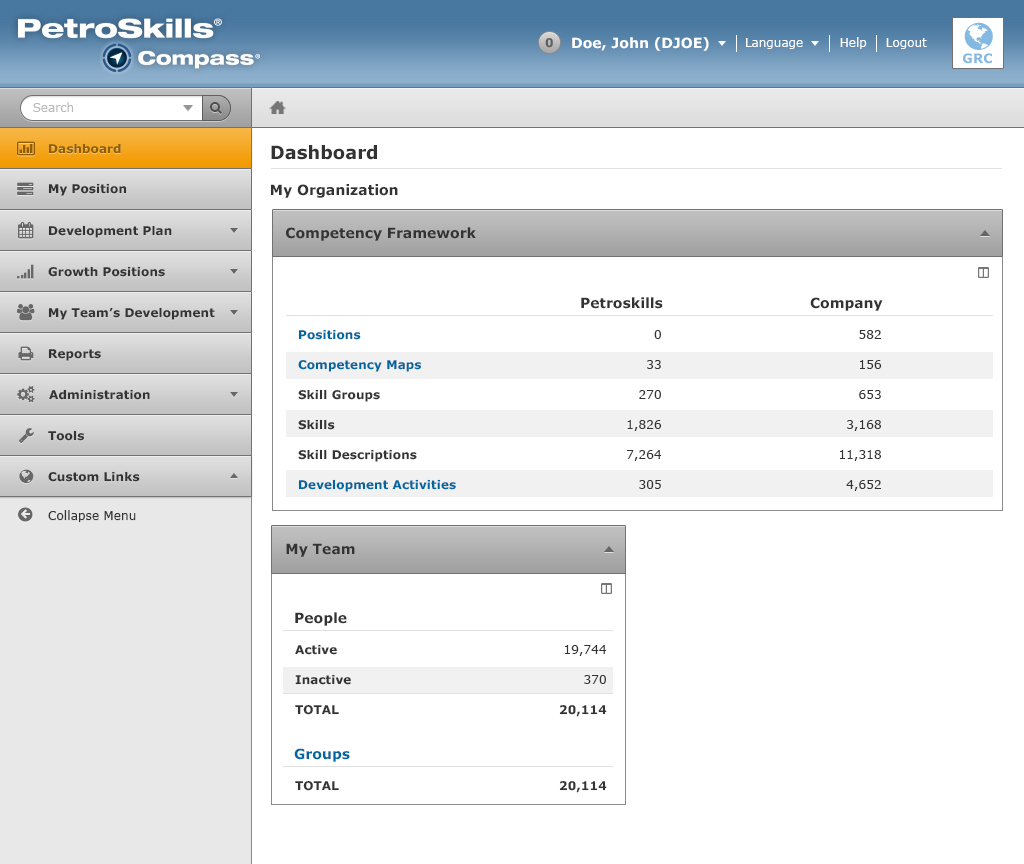 PetroSkills®
Compass®
0 Doe, John (DJOE) Language Help Logout
GRC
Search
Dashboard
My Position
Development Plan
Growth Positions
My Team's Development
Reports
Administration
Tools
Custom Links
Collapse Menu
Dashboard
My Organization
Competency Framework
Petroskills Company
Positions 0 582
Competency Maps 33 156
Skill Groups 270 653
Skills 1,826 3,168
Skill Descriptions 7,264 11,318
Development Activities 305 4,652
My Team
People
Active 19,744
Inactive 370
TOTAL 20,114
Groups
TOTAL 20,114